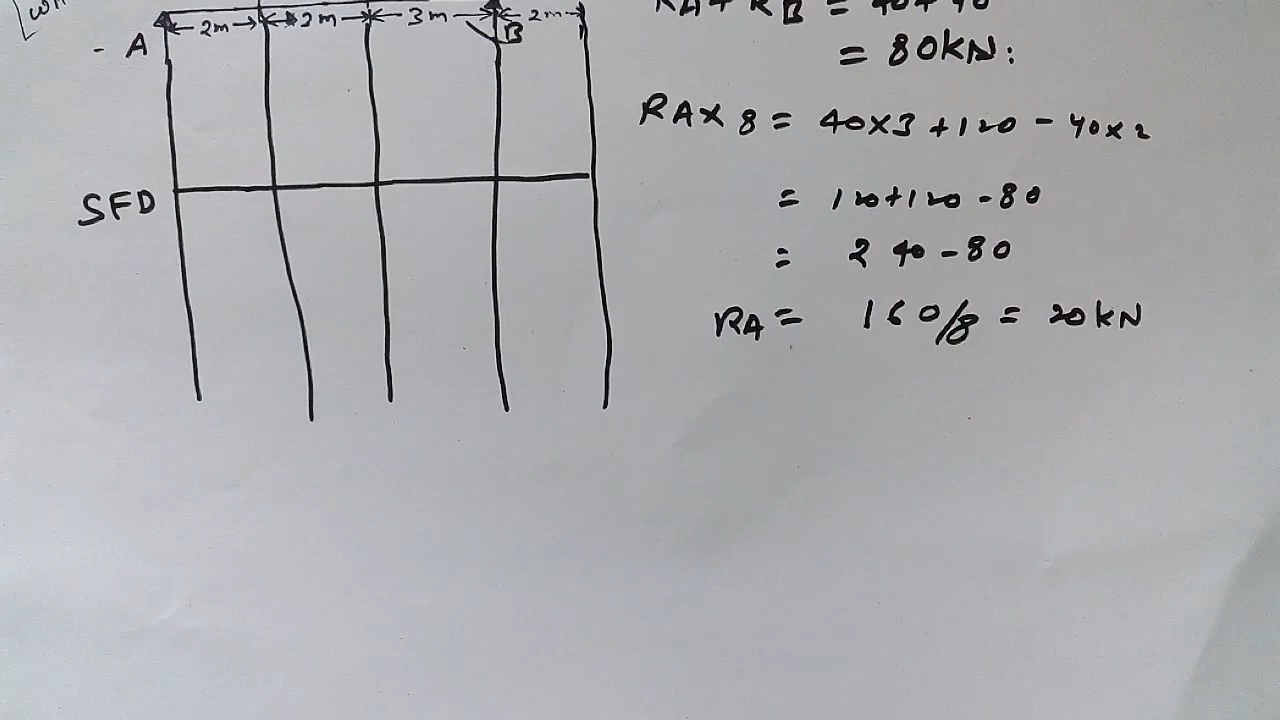 2m 2m 3m 2m
A B
= 80KN:
RA x 8 = 40x3 + 120 - 40x2
= 120+120 - 80
= 240 - 80
RA = 160/8 = 20KN
SFD